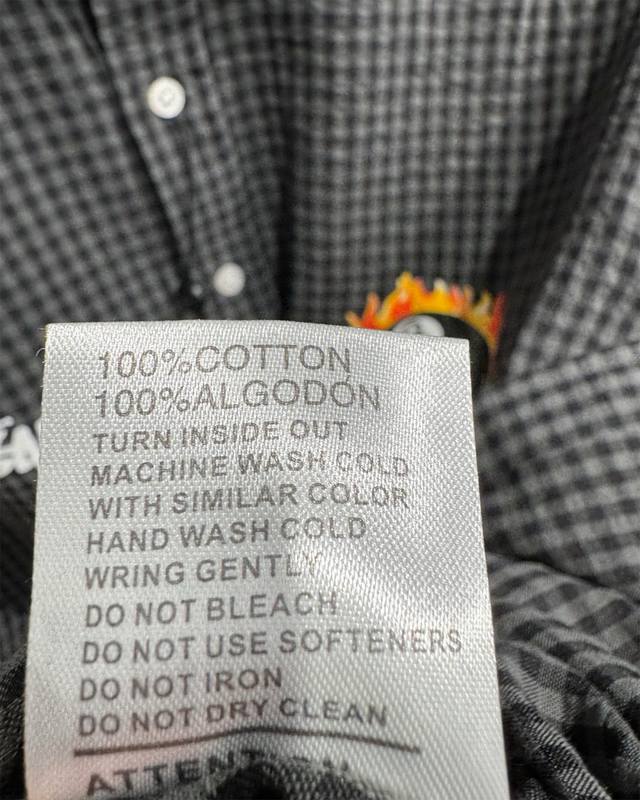 100%COTTON
100%ALGODÓN
TURN INSIDE OUT
MACHINE WASH COLD
WITH SIMILAR COLOR
HAND WASH COLD
WRING GENTLY
DO NOT BLEACH
DO NOT USE SOFTENERS
DO NOT IRON
DO NOT DRY CLEAN